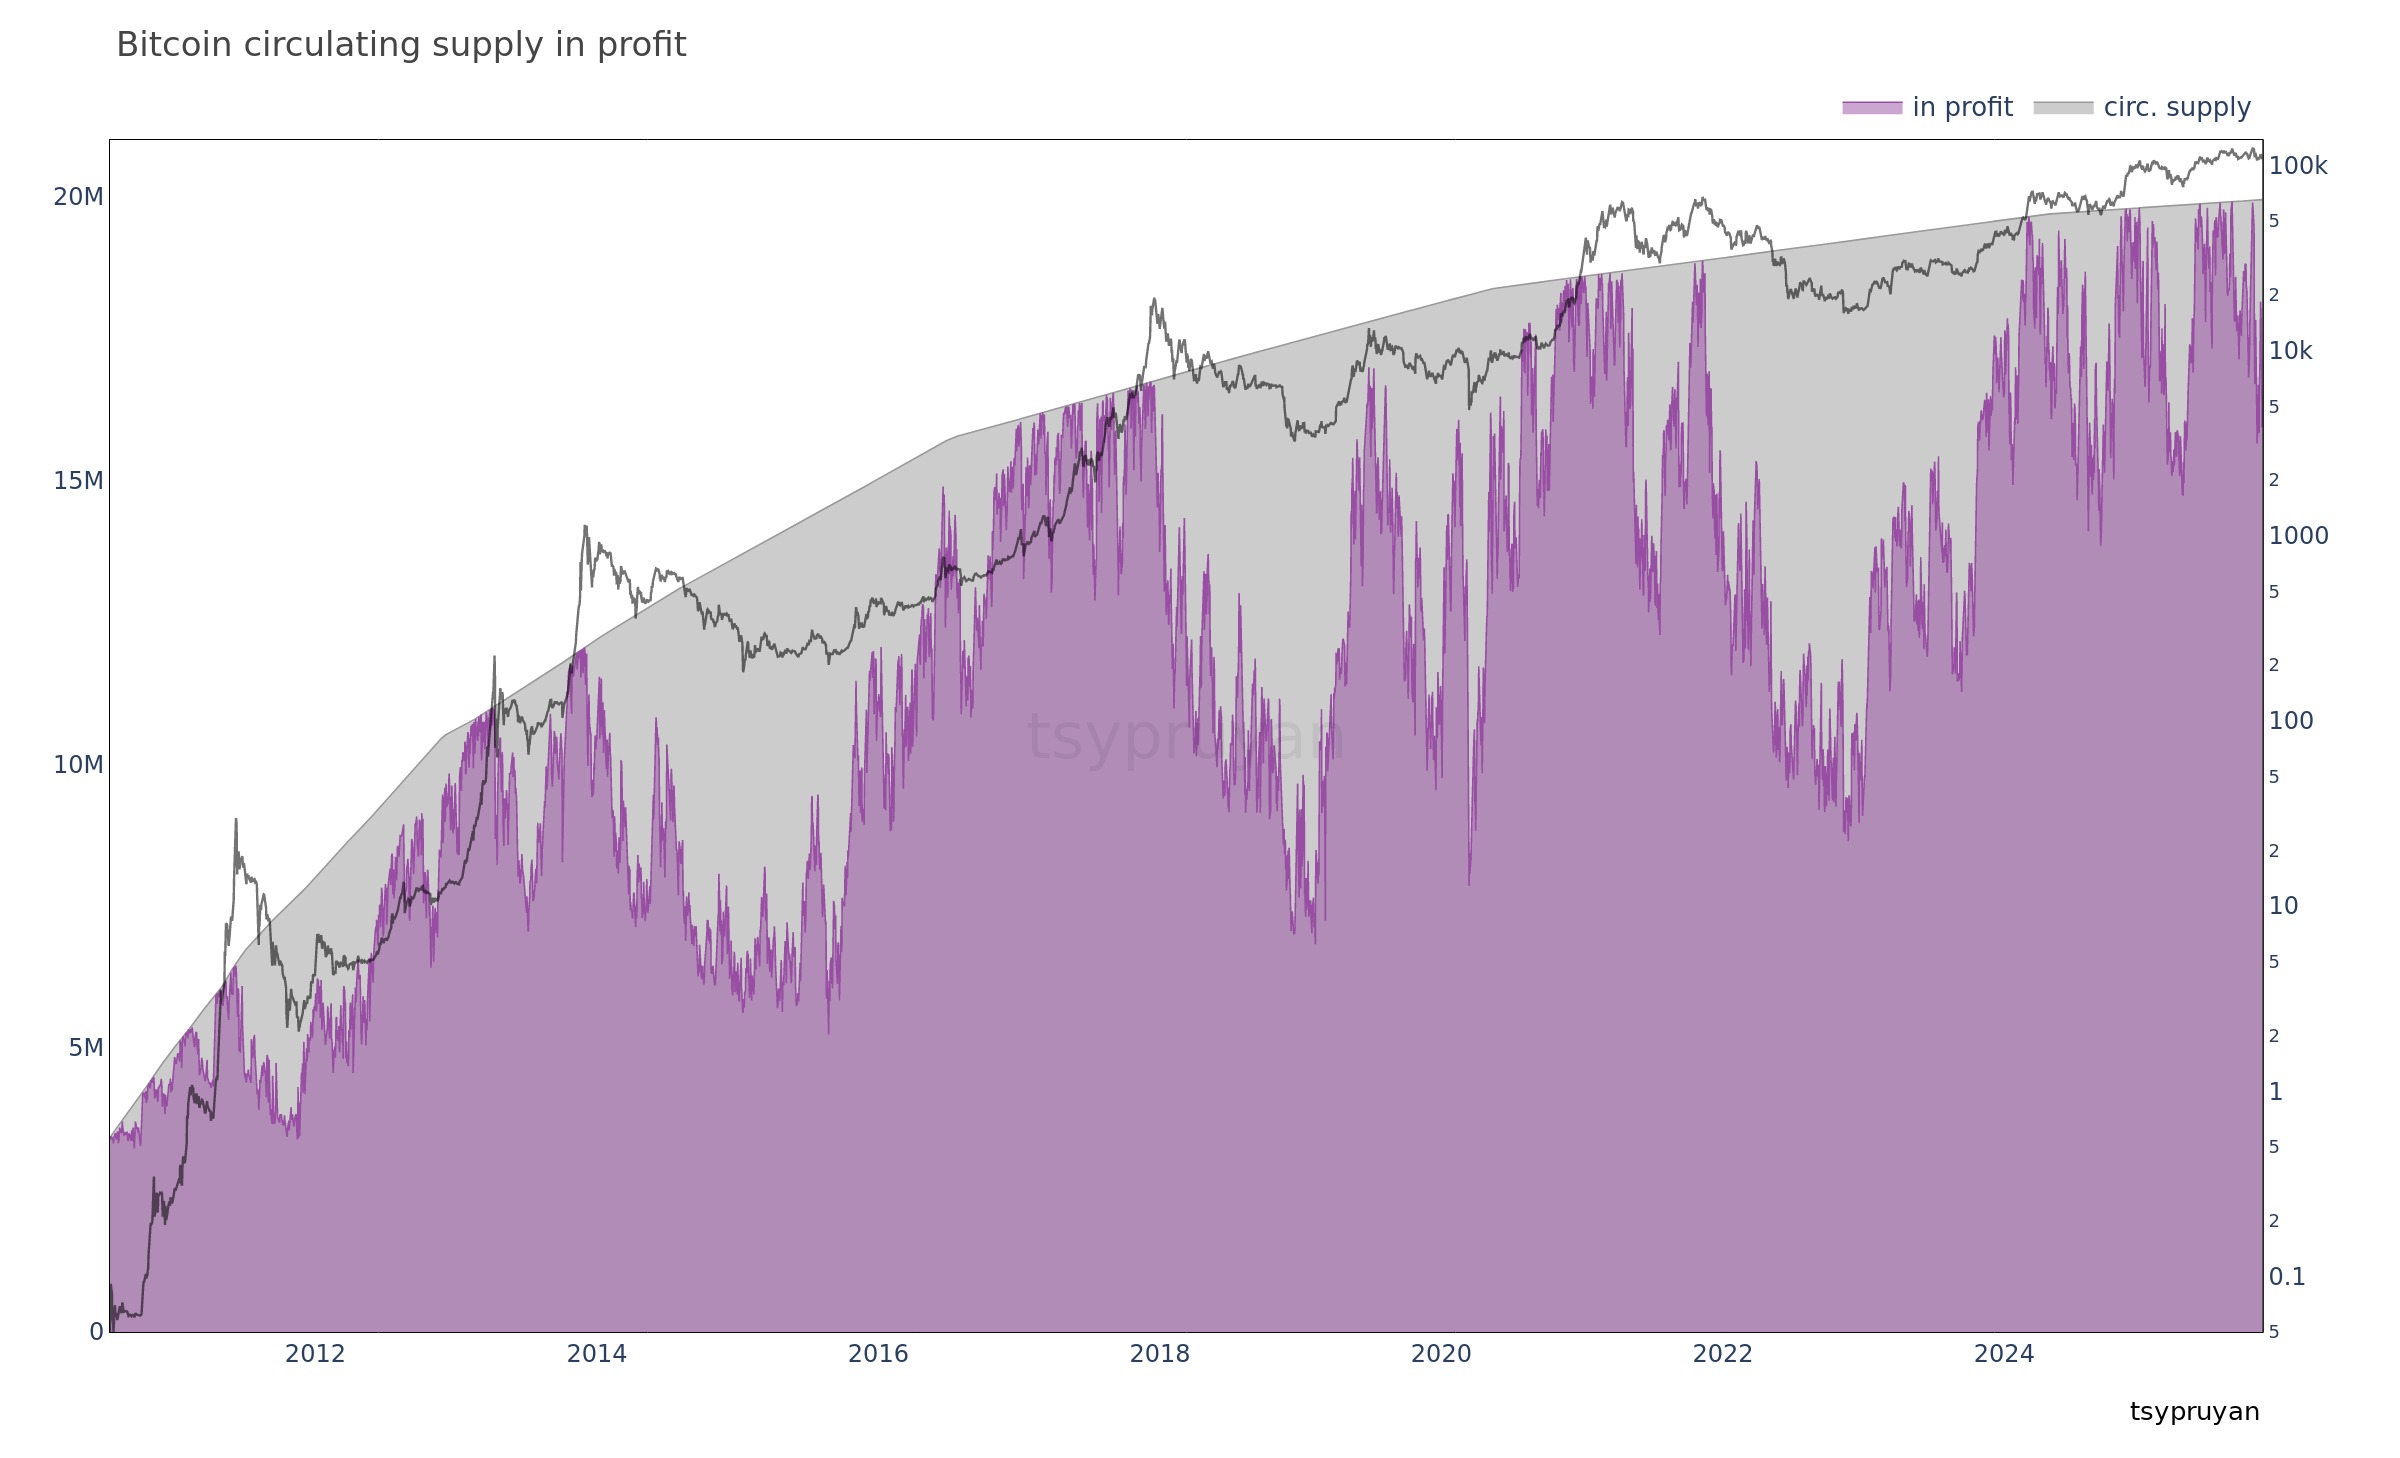 Bitcoin circulating supply in profit
in profit circ. supply
20M
15M
10M
5M
0
100k
5
2
10k
5
2
1000
5
2
100
5
2
10
5
2
1
5
2
0.1
5
tsypruyan
2012 2014 2016 2018 2020 2022 2024
tsypruyan